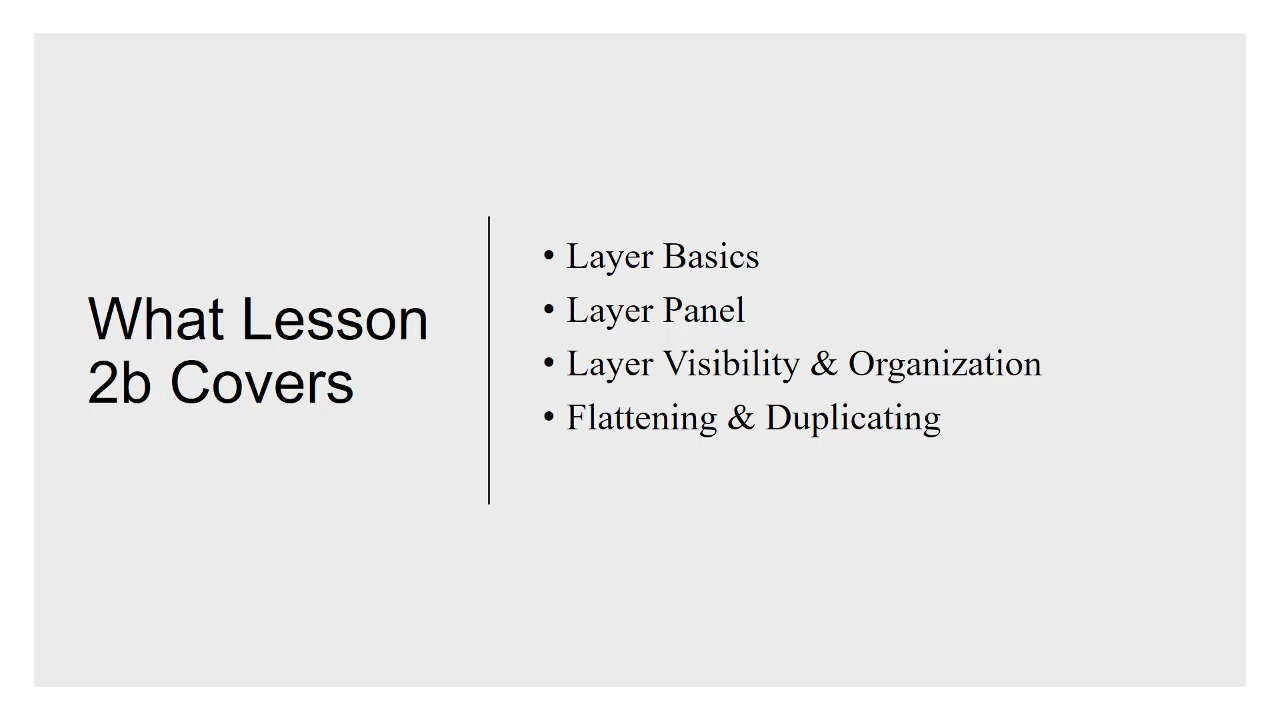 What Lesson
2b Covers
• Layer Basics
• Layer Panel
• Layer Visibility & Organization
• Flattening & Duplicating